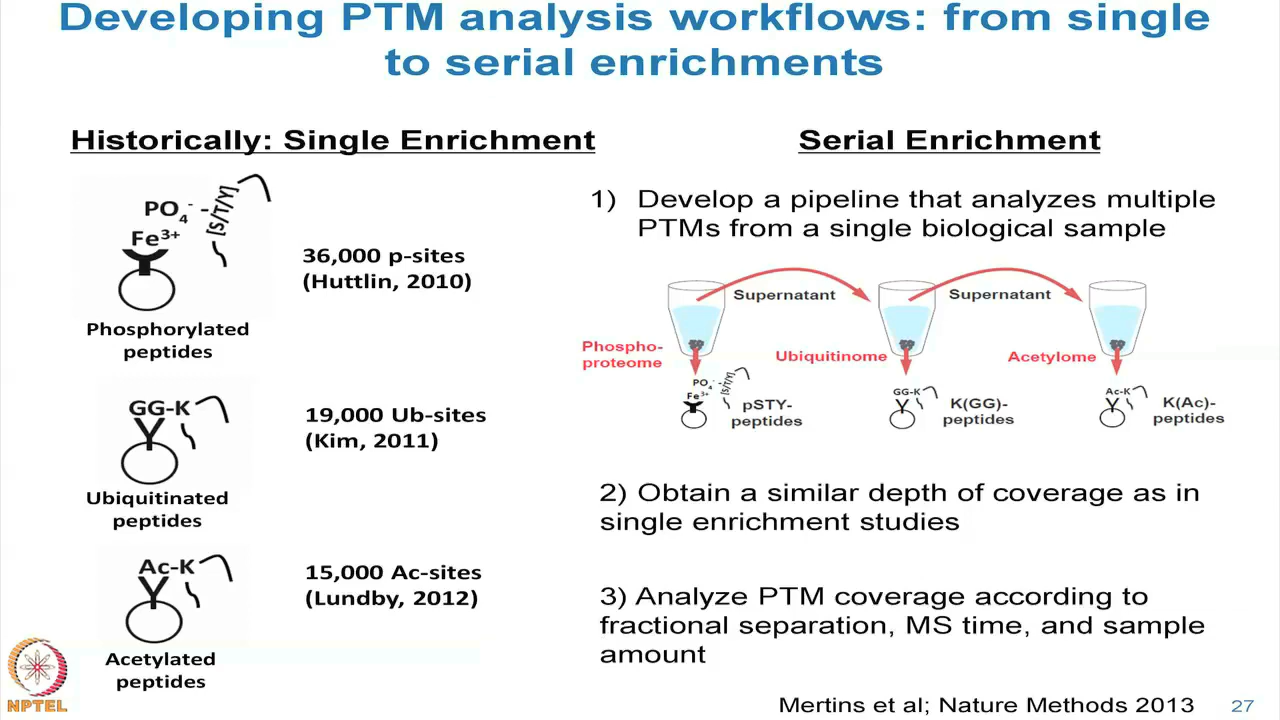 Developing PTM analysis workflows: from single
to serial enrichments
Historically: Single Enrichment
PO4- - [S/T/Y]
Fe3+
36,000 p-sites
(Huttlin, 2010)
Phosphorylated
peptides
GG-K
19,000 Ub-sites
(Kim, 2011)
Ubiquitinated
peptides
Ac-K
15,000 Ac-sites
(Lundby, 2012)
Acetylated
peptides
Serial Enrichment
1) Develop a pipeline that analyzes multiple
PTMs from a single biological sample
Supernatant
Supernatant
Phospho-
proteome
Ubiquitinome
Acetylome
PO4- - [S/T/Y]
Fe3+
pSTY-
peptides
GG-K
K(GG)-
peptides
Ac-K
K(Ac)-
peptides
2) Obtain a similar depth of coverage as in
single enrichment studies
3) Analyze PTM coverage according to
fractional separation, MS time, and sample
amount
NPTEL
Mertins et al; Nature Methods 2013
27